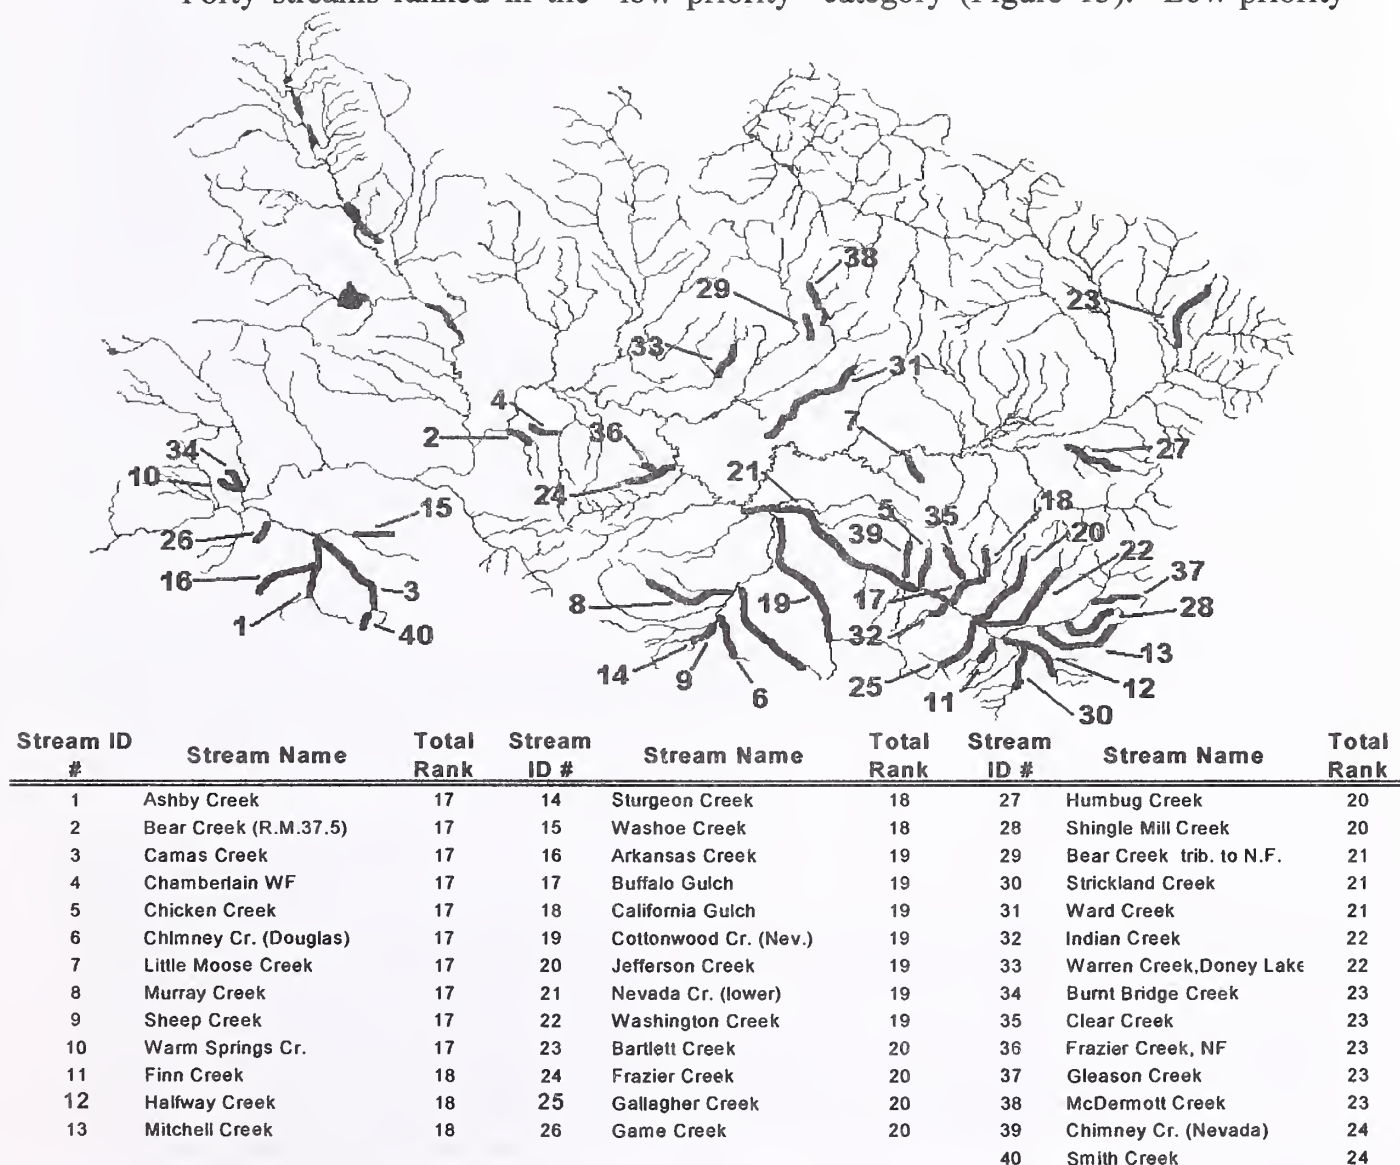 Forty streams ranked in the "low priority" category (Figure 13). Low priority
38
29
23
33
31
4
7
2
36
27
34
21
10
24
18
15
5
35
39
20
26
22
16
37
3
8
19
17
28
1
40
32
13
14
9
25
12
6
11
30
Stream ID # Stream Name Total Rank Stream ID # Stream Name Total Rank Stream ID # Stream Name Total Rank
1 Ashby Creek 17 14 Sturgeon Creek 18 27 Humbug Creek 20
2 Bear Creek (R.M.37.5) 17 15 Washoe Creek 18 28 Shingle Mill Creek 20
3 Camas Creek 17 16 Arkansas Creek 19 29 Bear Creek trib. to N.F. 21
4 Chamberlain WF 17 17 Buffalo Gulch 19 30 Strickland Creek 21
5 Chicken Creek 17 18 California Gulch 19 31 Ward Creek 21
6 Chimney Cr. (Douglas) 17 19 Cottonwood Cr. (Nev.) 19 32 Indian Creek 22
7 Little Moose Creek 17 20 Jefferson Creek 19 33 Warren Creek,Doney Lake 22
8 Murray Creek 17 21 Nevada Cr. (lower) 19 34 Burnt Bridge Creek 23
9 Sheep Creek 17 22 Washington Creek 19 35 Clear Creek 23
10 Warm Springs Cr. 17 23 Bartlett Creek 20 36 Frazier Creek, NF 23
11 Finn Creek 18 24 Frazier Creek 20 37 Gleason Creek 23
12 Halfway Creek 18 25 Gallagher Creek 20 38 McDermott Creek 23
13 Mitchell Creek 18 26 Game Creek 20 39 Chimney Cr. (Nevada) 24
40 Smith Creek 24